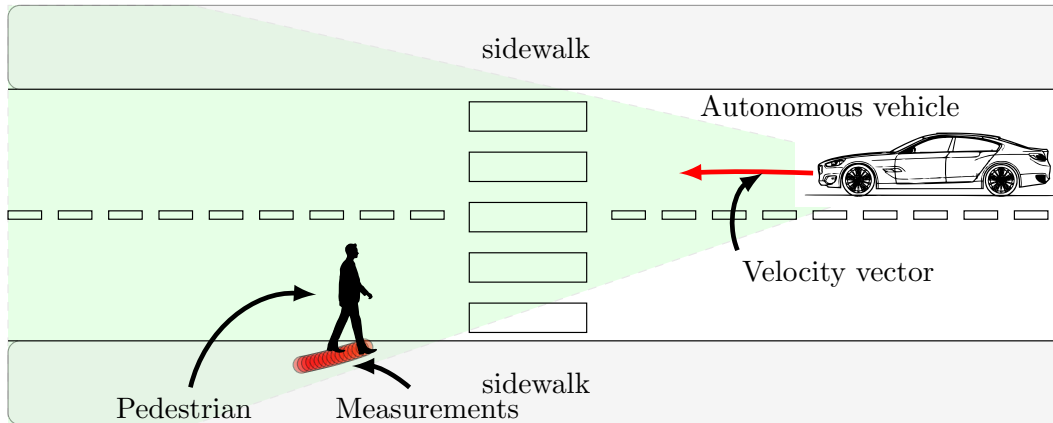 sidewalk
Autonomous vehicle
Velocity vector
sidewalk
Pedestrian
Measurements